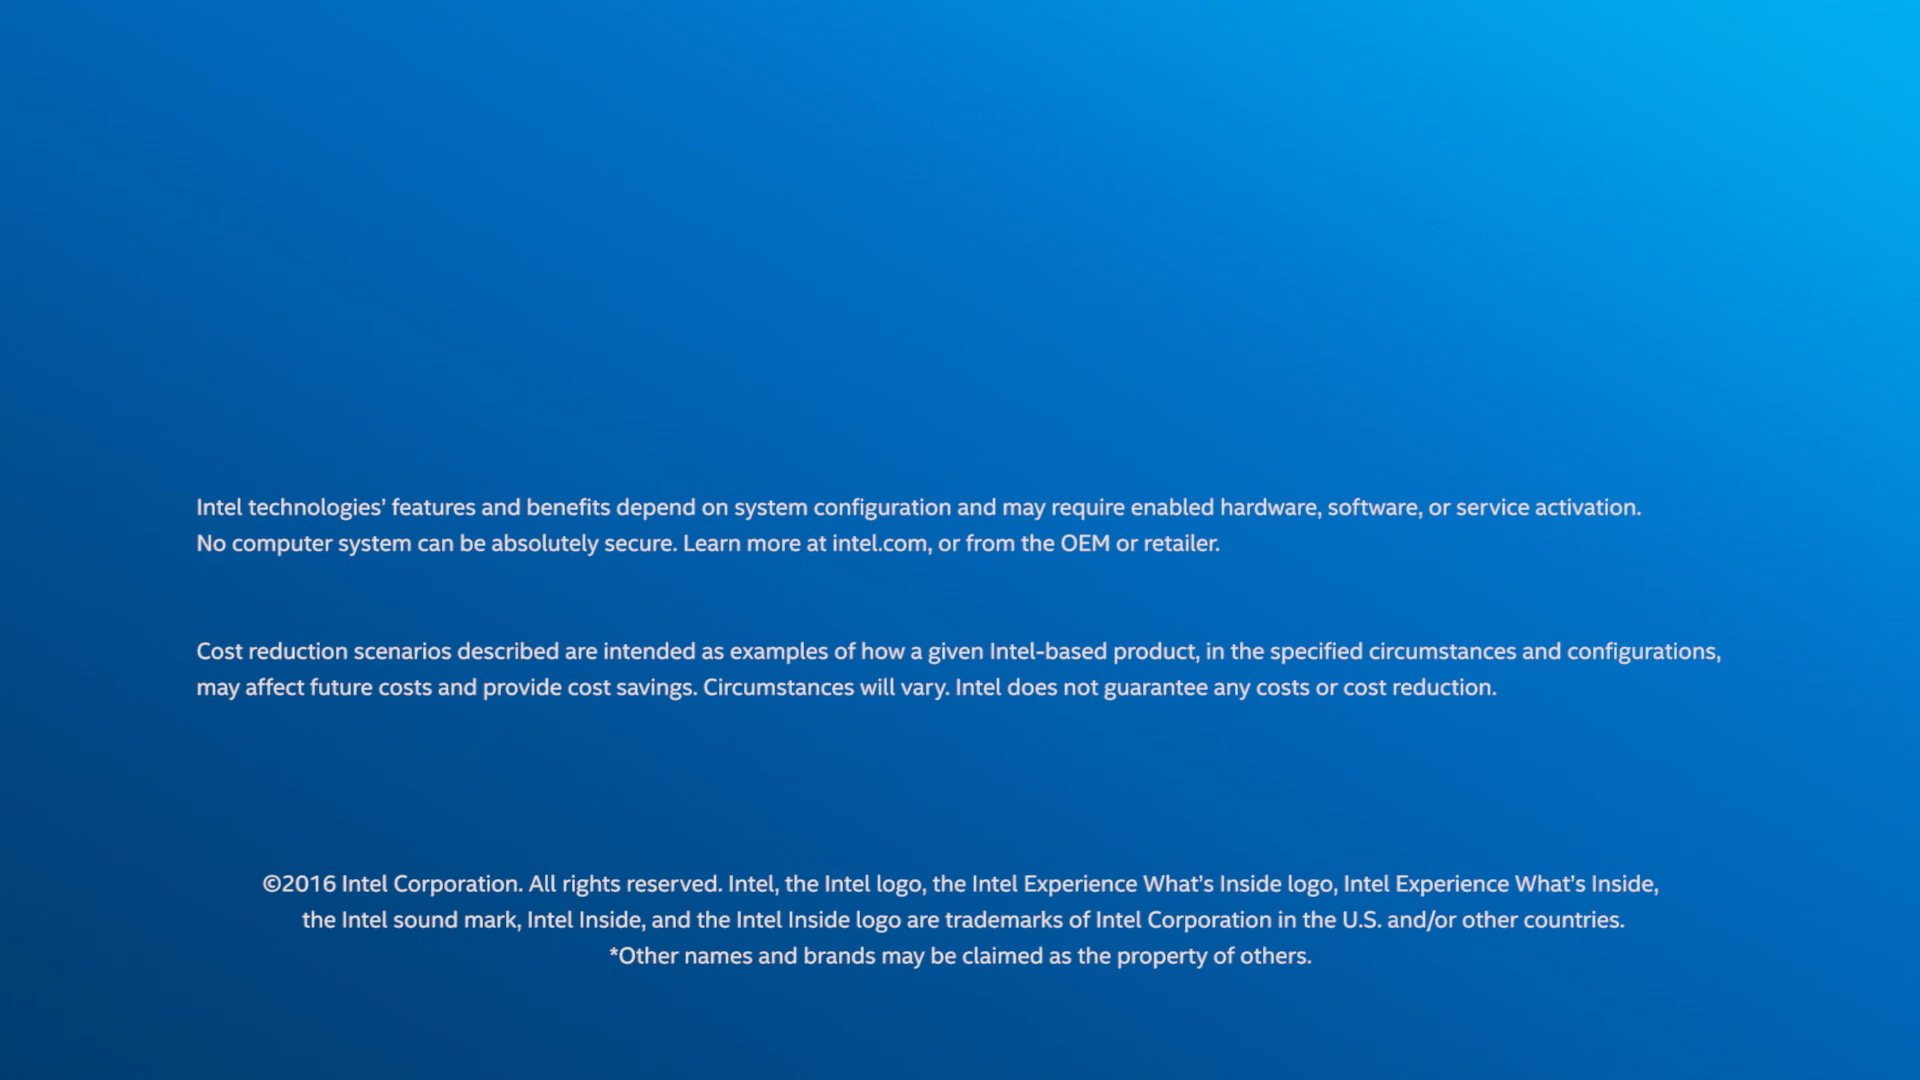 Intel technologies’ features and benefits depend on system configuration and may require enabled hardware, software, or service activation.
No computer system can be absolutely secure. Learn more at intel.com, or from the OEM or retailer.
Cost reduction scenarios described are intended as examples of how a given Intel-based product, in the specified circumstances and configurations,
may affect future costs and provide cost savings. Circumstances will vary. Intel does not guarantee any costs or cost reduction.
©2016 Intel Corporation. All rights reserved. Intel, the Intel logo, the Intel Experience What’s Inside logo, Intel Experience What’s Inside,
the Intel sound mark, Intel Inside, and the Intel Inside logo are trademarks of Intel Corporation in the U.S. and/or other countries.
*Other names and brands may be claimed as the property of others.